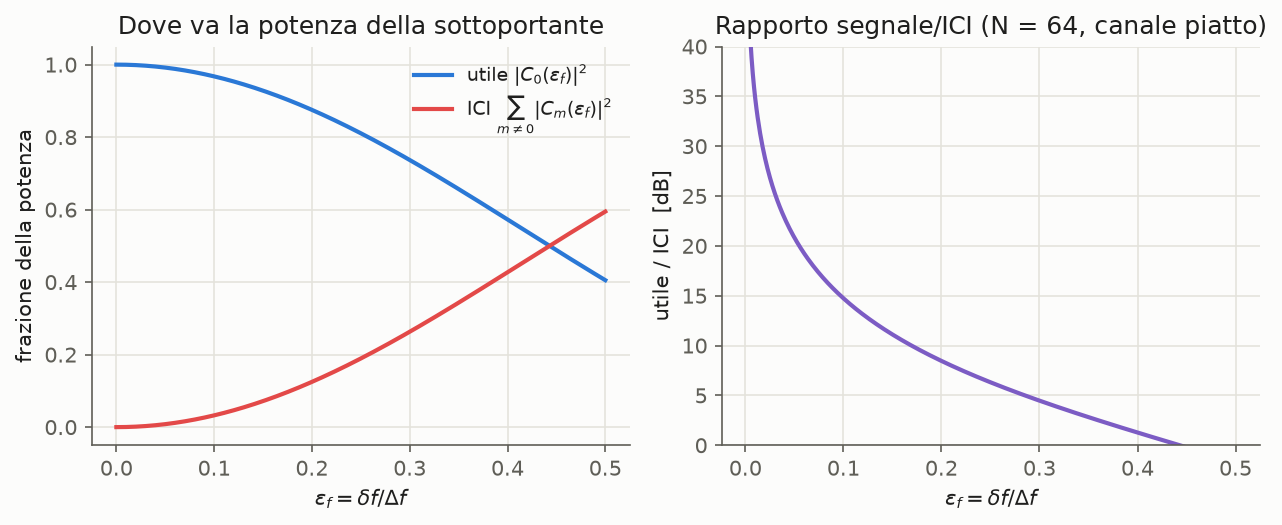 Dove va la potenza della sottoportante
frazione della potenza
1.0
0.8
0.6
0.4
0.2
0.0
utile |C₀(ε_f)|²
ICI ∑_{m≠0} |C_m(ε_f)|²
0.0 0.1 0.2 0.3 0.4 0.5
ε_f = δf/Δf
Rapporto segnale/ICI (N = 64, canale piatto)
utile / ICI [dB]
40
35
30
25
20
15
10
5
0
0.0 0.1 0.2 0.3 0.4 0.5
ε_f = δf/Δf